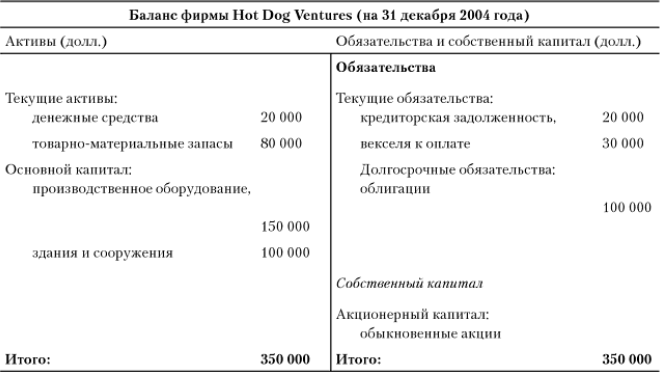 Баланс фирмы Hot Dog Ventures (на 31 декабря 2004 года)
Активы (долл.) Обязательства и собственный капитал (долл.)
Обязательства
Текущие активы: Текущие обязательства:
денежные средства 20 000 кредиторская задолженность, 20 000
товарно-материальные запасы 80 000 векселя к оплате 30 000
Основной капитал: Долгосрочные обязательства:
производственное оборудование, облигации
100 000
150 000
здания и сооружения 100 000
Собственный капитал
Акционерный капитал:
обыкновенные акции
Итого: 350 000 Итого: 350 000